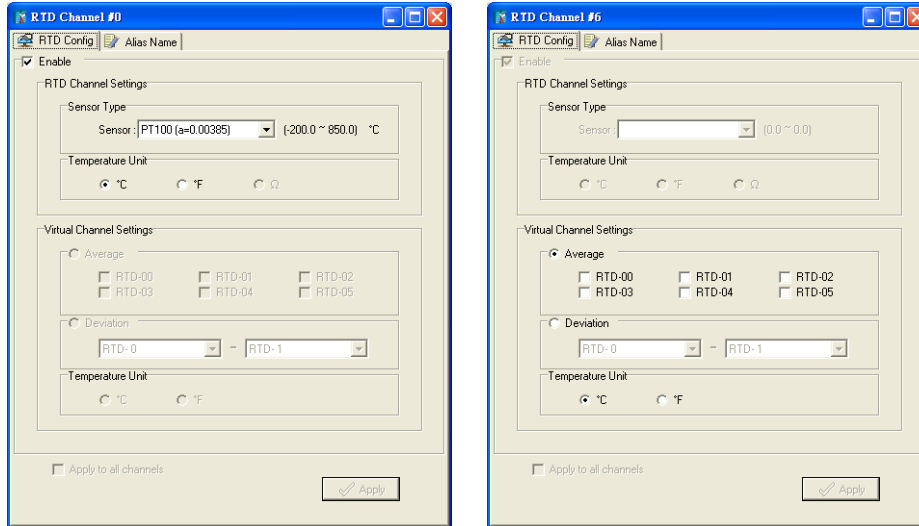 RTD Channel #0
RTD Config Alias Name
Enable
RTD Channel Settings
Sensor Type
Sensor : PT100 (a=0.00385) (-200.0 ~ 850.0) °C
Temperature Unit
°C °F Ω
Virtual Channel Settings
Average
RTD-00 RTD-01 RTD-02
RTD-03 RTD-04 RTD-05
Deviation
RTD- 0 - RTD- 1
Temperature Unit
°C °F
Apply to all channels
Apply
RTD Channel #6
RTD Config Alias Name
Enable
RTD Channel Settings
Sensor Type
Sensor : (0.0 ~ 0.0)
Temperature Unit
°C °F Ω
Virtual Channel Settings
Average
RTD-00 RTD-01 RTD-02
RTD-03 RTD-04 RTD-05
Deviation
RTD- 0 - RTD- 1
Temperature Unit
°C °F
Apply to all channels
Apply